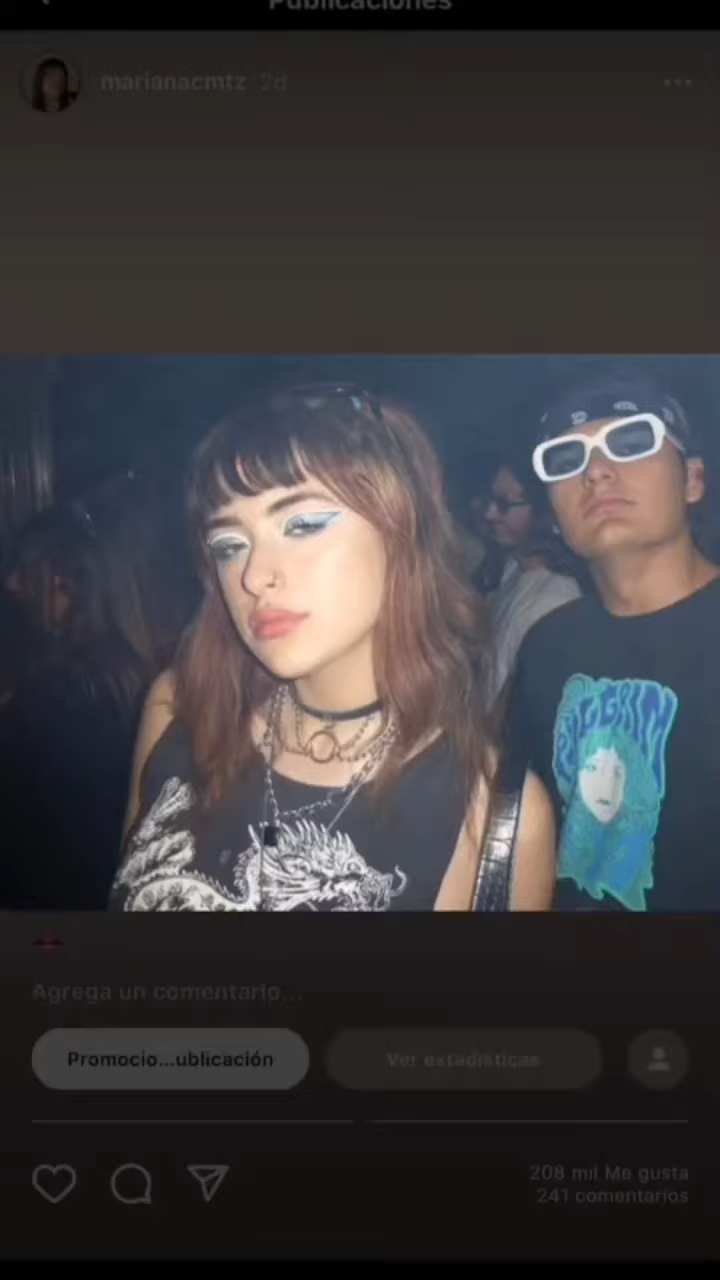 Publicaciones
marianacmtz 2d
Agrega un comentario...
Promocio...ublicación
Ver estadísticas
208 mil Me gusta
241 comentarios